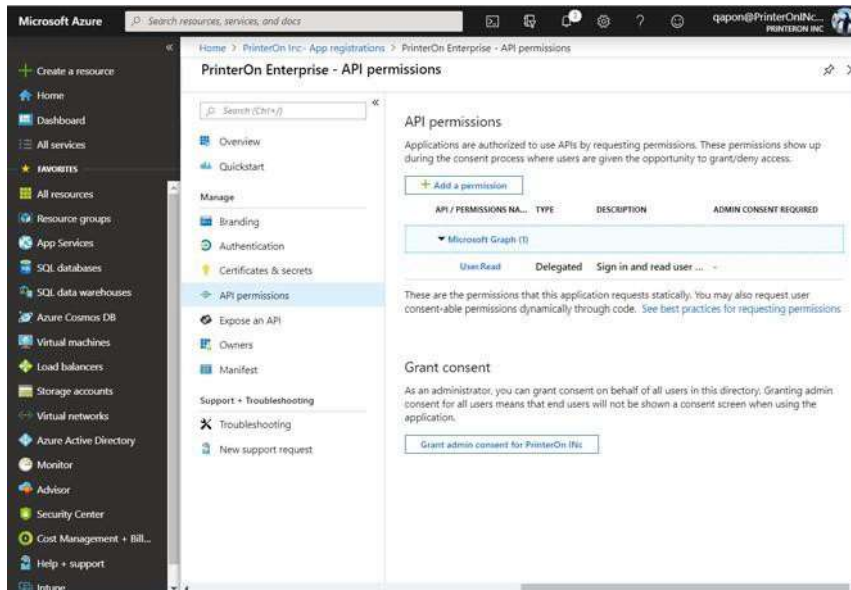 Microsoft Azure
Search resources, services, and docs
qapon@PrinterOnINc...
PRINTERON INC
Create a resource
Home
Dashboard
All services
FAVORITES
All resources
Resource groups
App Services
SQL databases
SQL data warehouses
Azure Cosmos DB
Virtual machines
Load balancers
Storage accounts
Virtual networks
Azure Active Directory
Monitor
Advisor
Security Center
Cost Management + Bill...
Help + support
Intune
Home > PrinterOn Inc- App registrations > PrinterOn Enterprise - API permissions
PrinterOn Enterprise - API permissions
Search (Ctrl+/)
Overview
Quickstart
Manage
Branding
Authentication
Certificates & secrets
API permissions
Expose an API
Owners
Manifest
Support + Troubleshooting
Troubleshooting
New support request
API permissions
Applications are authorized to use APIs by requesting permissions. These permissions show up
during the consent process where users are given the opportunity to grant/deny access.
+ Add a permission
API / PERMISSIONS NA... TYPE DESCRIPTION ADMIN CONSENT REQUIRED
Microsoft Graph (1)
User.Read Delegated Sign in and read user ... -
These are the permissions that this application requests statically. You may also request user
consent-able permissions dynamically through code. See best practices for requesting permissions
Grant consent
As an administrator, you can grant consent on behalf of all users in this directory. Granting admin
consent for all users means that end users will not be shown a consent screen when using the
application.
Grant admin consent for PrinterOn INc